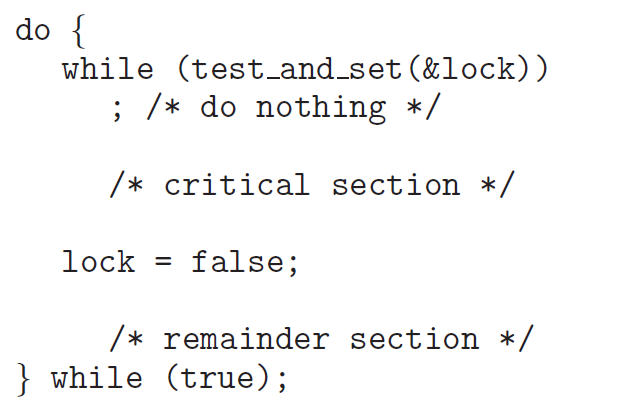 do {
while (test_and_set(&lock))
; /* do nothing */
/* critical section */
lock = false;
/* remainder section */
} while (true);